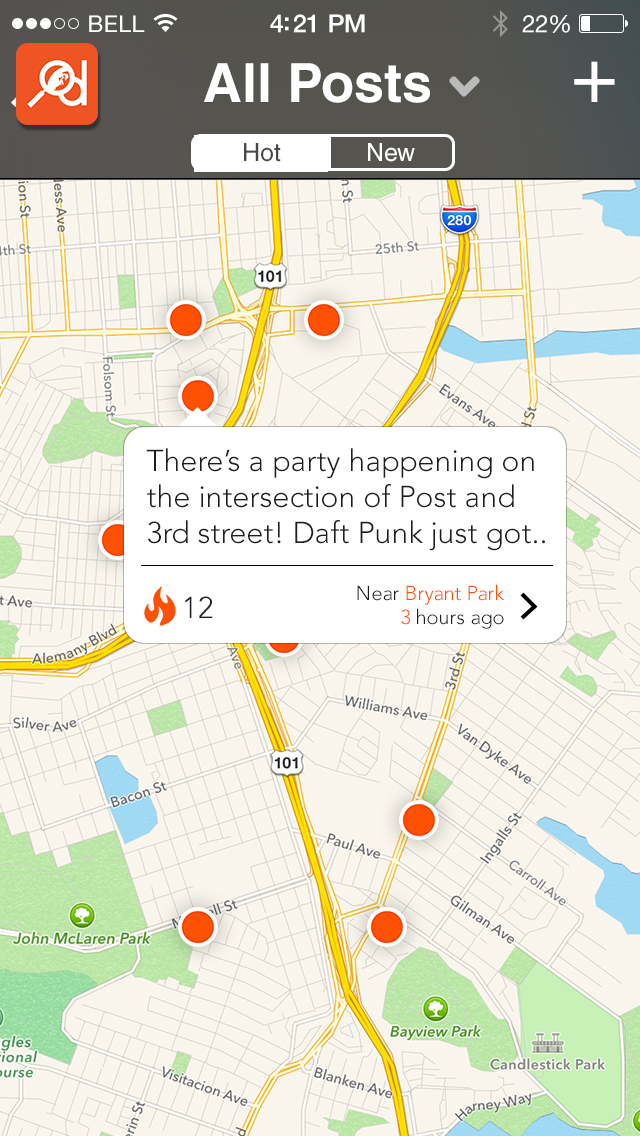 BELL 4:21 PM 22%
d
All Posts
Hot New
ion St
less Ave
n St
280
4th St
25th St
101
Folsom St
Evans Ave
d St
There's a party happening on
the intersection of Post and
3rd street! Daft Punk just got..
12
Near Bryant Park
3 hours ago
t Ave
Alemany Blvd
Ave
3rd St
Silver Ave
Williams Ave
Van Dyke Ave
101
Bacon St
Paul Ave
Ingalls St
Carroll Ave
ll St
Gilman Ave
John McLaren Park
Bayview Park
gles
ional
ourse
Candlestick Park
Visitacion Ave
Blanken Ave
Harney Way
rin St